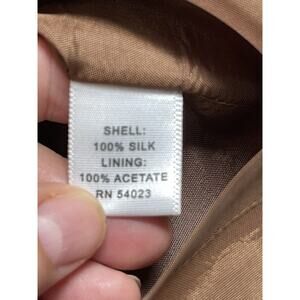 SHELL:
100% SILK
LINING:
100% ACETATE
RN 54023